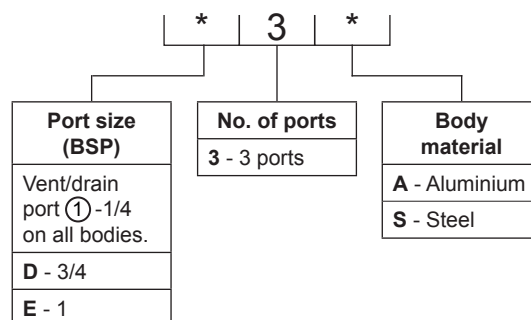 * 3 *
Port size
(BSP)
Vent/drain
port ① -1/4
on all bodies.
D - 3/4
E - 1
No. of ports
3 - 3 ports
Body
material
A - Aluminium
S - Steel